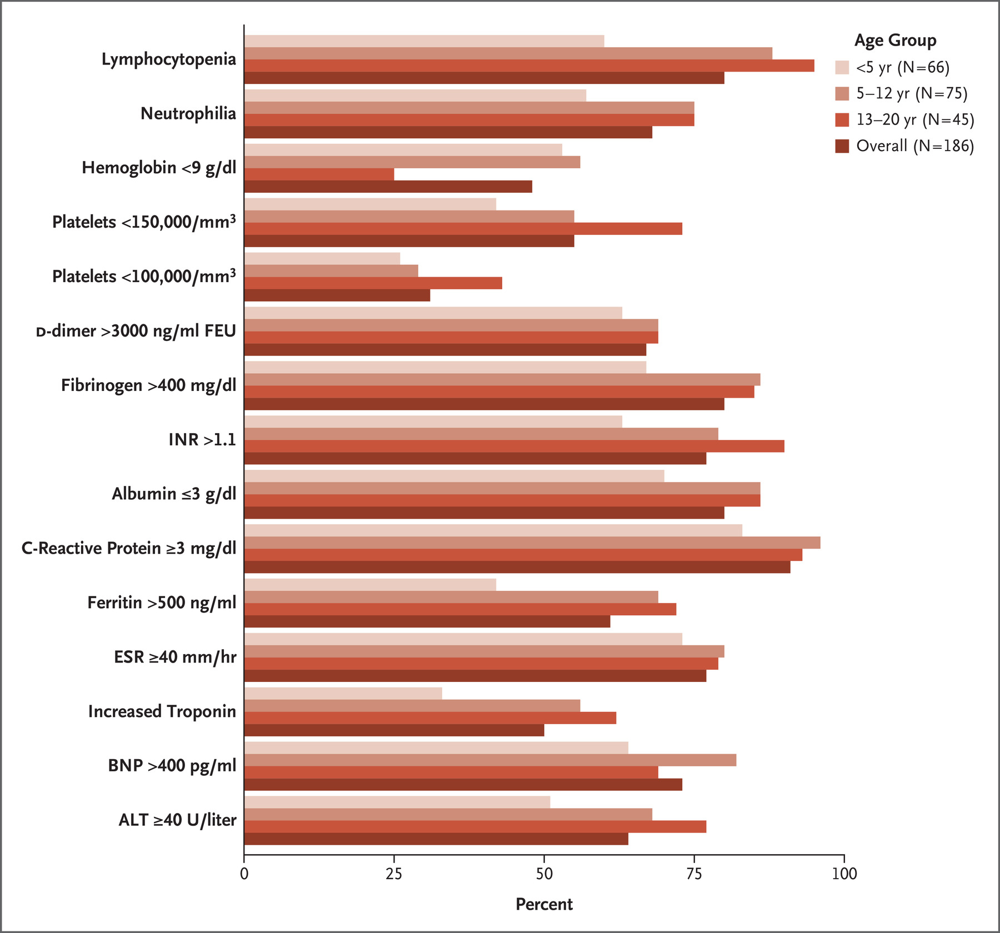 Age Group
<5 yr (N=66)
5–12 yr (N=75)
13–20 yr (N=45)
Overall (N=186)
Lymphocytopenia
Neutrophilia
Hemoglobin <9 g/dl
Platelets <150,000/mm³
Platelets <100,000/mm³
ᴅ-dimer >3000 ng/ml FEU
Fibrinogen >400 mg/dl
INR >1.1
Albumin ≤3 g/dl
C-Reactive Protein ≥3 mg/dl
Ferritin >500 ng/ml
ESR ≥40 mm/hr
Increased Troponin
BNP >400 pg/ml
ALT ≥40 U/liter
0 25 50 75 100
Percent